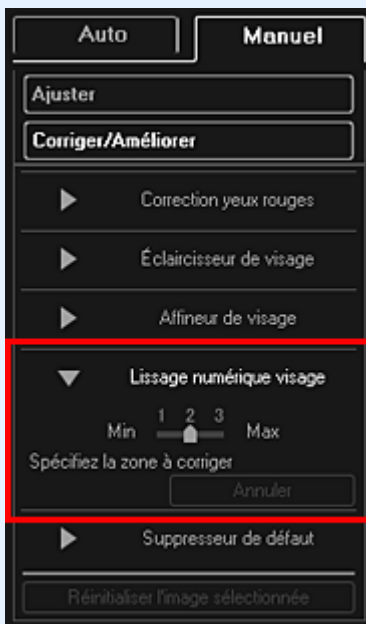 Auto Manuel
Ajuster
Corriger/Améliorer
Correction yeux rouges
Éclaircisseur de visage
Affineur de visage
Lissage numérique visage
1 2 3
Min Max
Spécifiez la zone à corriger
Annuler
Suppresseur de défaut
Réinitialiser l'image sélectionnée